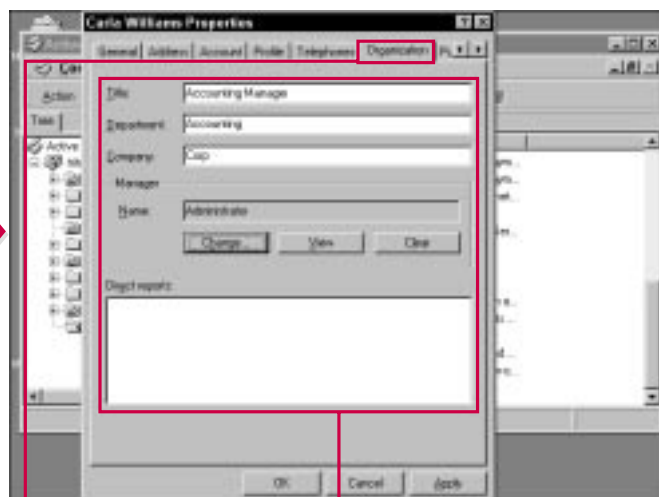 Carla Williams Properties
General Address Account Profile Telephones Organization
Action
Tree
Active
Title: Accounting Manager
Department: Accounting
Company: Corp
Manager
Name: Administrator
Change... View Clear
Direct reports:
OK Cancel Apply